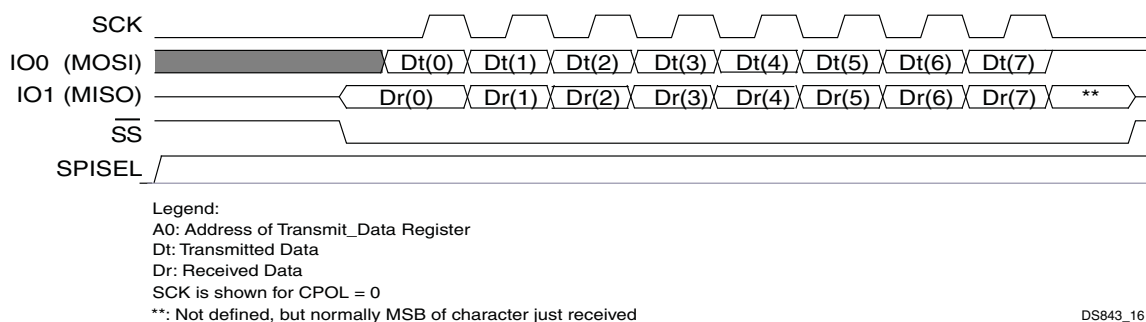 SCK
IO0 (MOSI) Dt(0) Dt(1) Dt(2) Dt(3) Dt(4) Dt(5) Dt(6) Dt(7)
IO1 (MISO) Dr(0) Dr(1) Dr(2) Dr(3) Dr(4) Dr(5) Dr(6) Dr(7) **
SS
SPISEL
Legend:
A0: Address of Transmit_Data Register
Dt: Transmitted Data
Dr: Received Data
SCK is shown for CPOL = 0
**: Not defined, but normally MSB of character just received
DS843_16